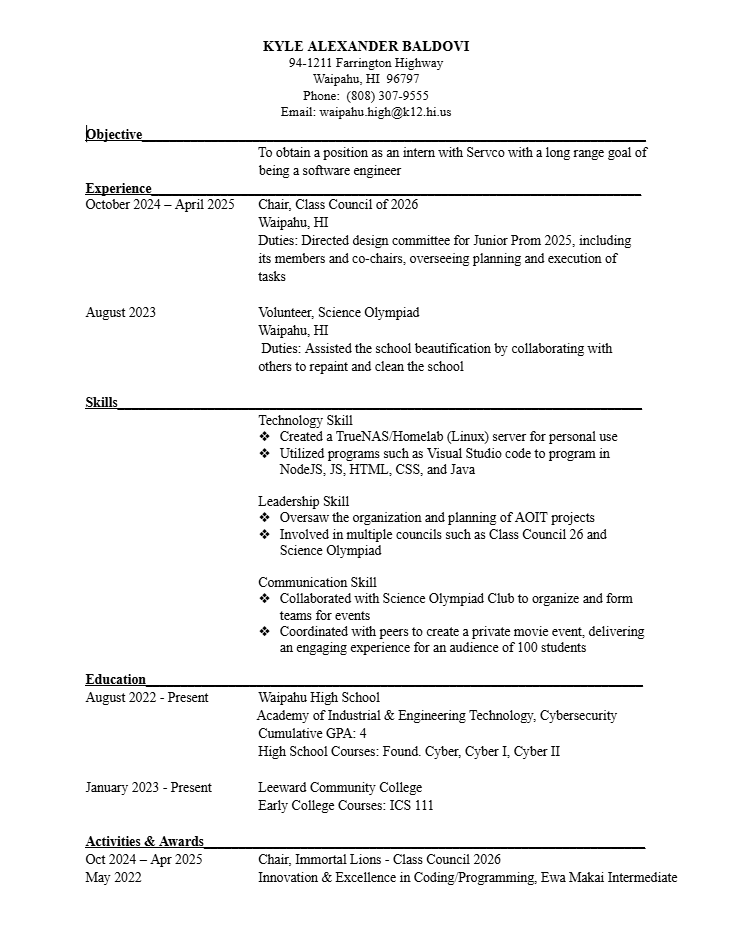 KYLE ALEXANDER BALDOVI
94-1211 Farrington Highway
Waipahu, HI 96797
Phone: (808) 307-9555
Email: waipahu.high@k12.hi.us
Objective
To obtain a position as an intern with Servco with a long range goal of
being a software engineer
Experience
October 2024 – April 2025 Chair, Class Council of 2026
Waipahu, HI
Duties: Directed design committee for Junior Prom 2025, including
its members and co-chairs, overseeing planning and execution of
tasks
August 2023 Volunteer, Science Olympiad
Waipahu, HI
Duties: Assisted the school beautification by collaborating with
others to repaint and clean the school
Skills
Technology Skill
❖ Created a TrueNAS/Homelab (Linux) server for personal use
❖ Utilized programs such as Visual Studio code to program in
NodeJS, JS, HTML, CSS, and Java
Leadership Skill
❖ Oversaw the organization and planning of AOIT projects
❖ Involved in multiple councils such as Class Council 26 and
Science Olympiad
Communication Skill
❖ Collaborated with Science Olympiad Club to organize and form
teams for events
❖ Coordinated with peers to create a private movie event, delivering
an engaging experience for an audience of 100 students
Education
August 2022 - Present Waipahu High School
Academy of Industrial & Engineering Technology, Cybersecurity
Cumulative GPA: 4
High School Courses: Found. Cyber, Cyber I, Cyber II
January 2023 - Present Leeward Community College
Early College Courses: ICS 111
Activities & Awards
Oct 2024 – Apr 2025 Chair, Immortal Lions - Class Council 2026
May 2022 Innovation & Excellence in Coding/Programming, Ewa Makai Intermediate